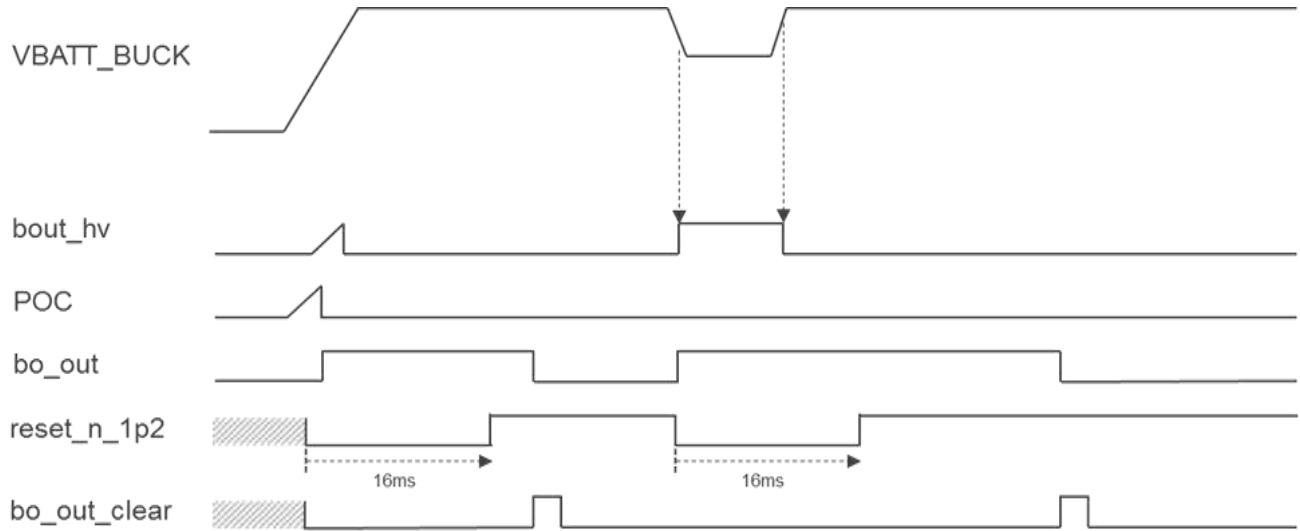 VBATT_BUCK
bout_hv
POC
bo_out
reset_n_1p2
16ms 16ms
bo_out_clear